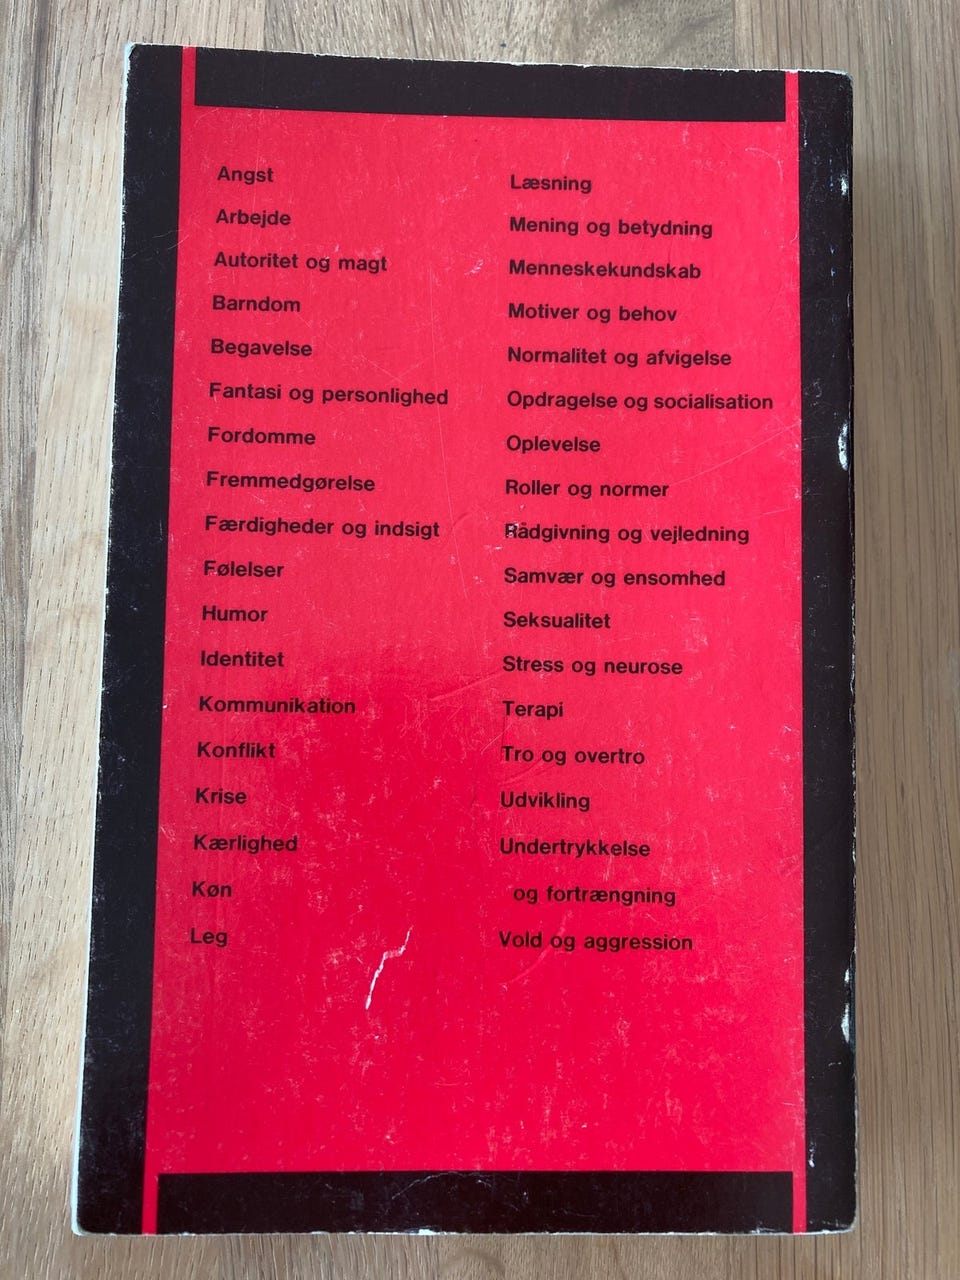 Angst
Arbejde
Autoritet og magt
Barndom
Begavelse
Fantasi og personlighed
Fordomme
Fremmedgørelse
Færdigheder og indsigt
Følelser
Humor
Identitet
Kommunikation
Konflikt
Krise
Kærlighed
Køn
Leg
Læsning
Mening og betydning
Menneskekundskab
Motiver og behov
Normalitet og afvigelse
Opdragelse og socialisation
Oplevelse
Roller og normer
Rådgivning og vejledning
Samvær og ensomhed
Seksualitet
Stress og neurose
Terapi
Tro og overtro
Udvikling
Undertrykkelse
og fortrængning
Vold og aggression